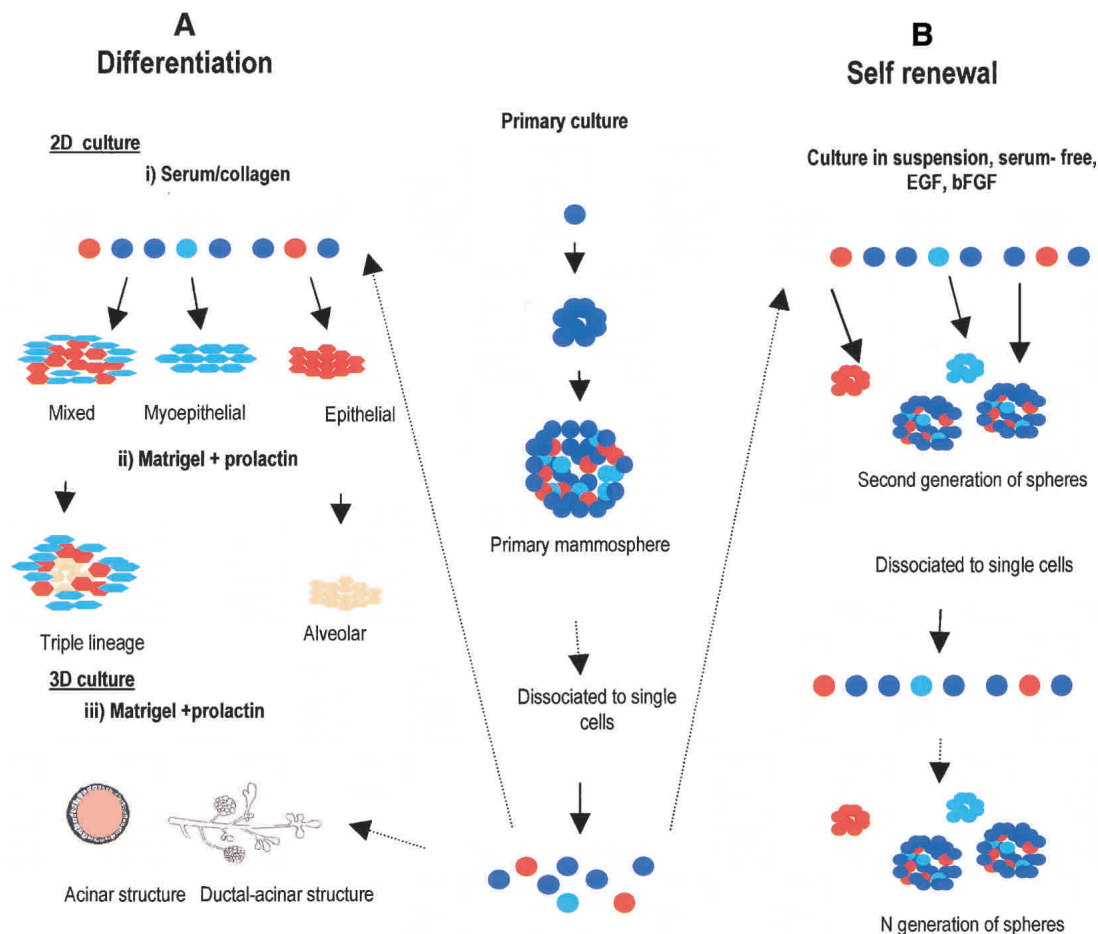 A
Differentiation
2D culture
i) Serum/collagen
Mixed
Myoepithelial
Epithelial
ii) Matrigel + prolactin
Triple lineage
Alveolar
3D culture
iii) Matrigel +prolactin
Acinar structure
Ductal-acinar structure
Primary culture
Primary mammosphere
Dissociated to single
cells
B
Self renewal
Culture in suspension, serum- free,
EGF, bFGF
Second generation of spheres
Dissociated to single cells
N generation of spheres